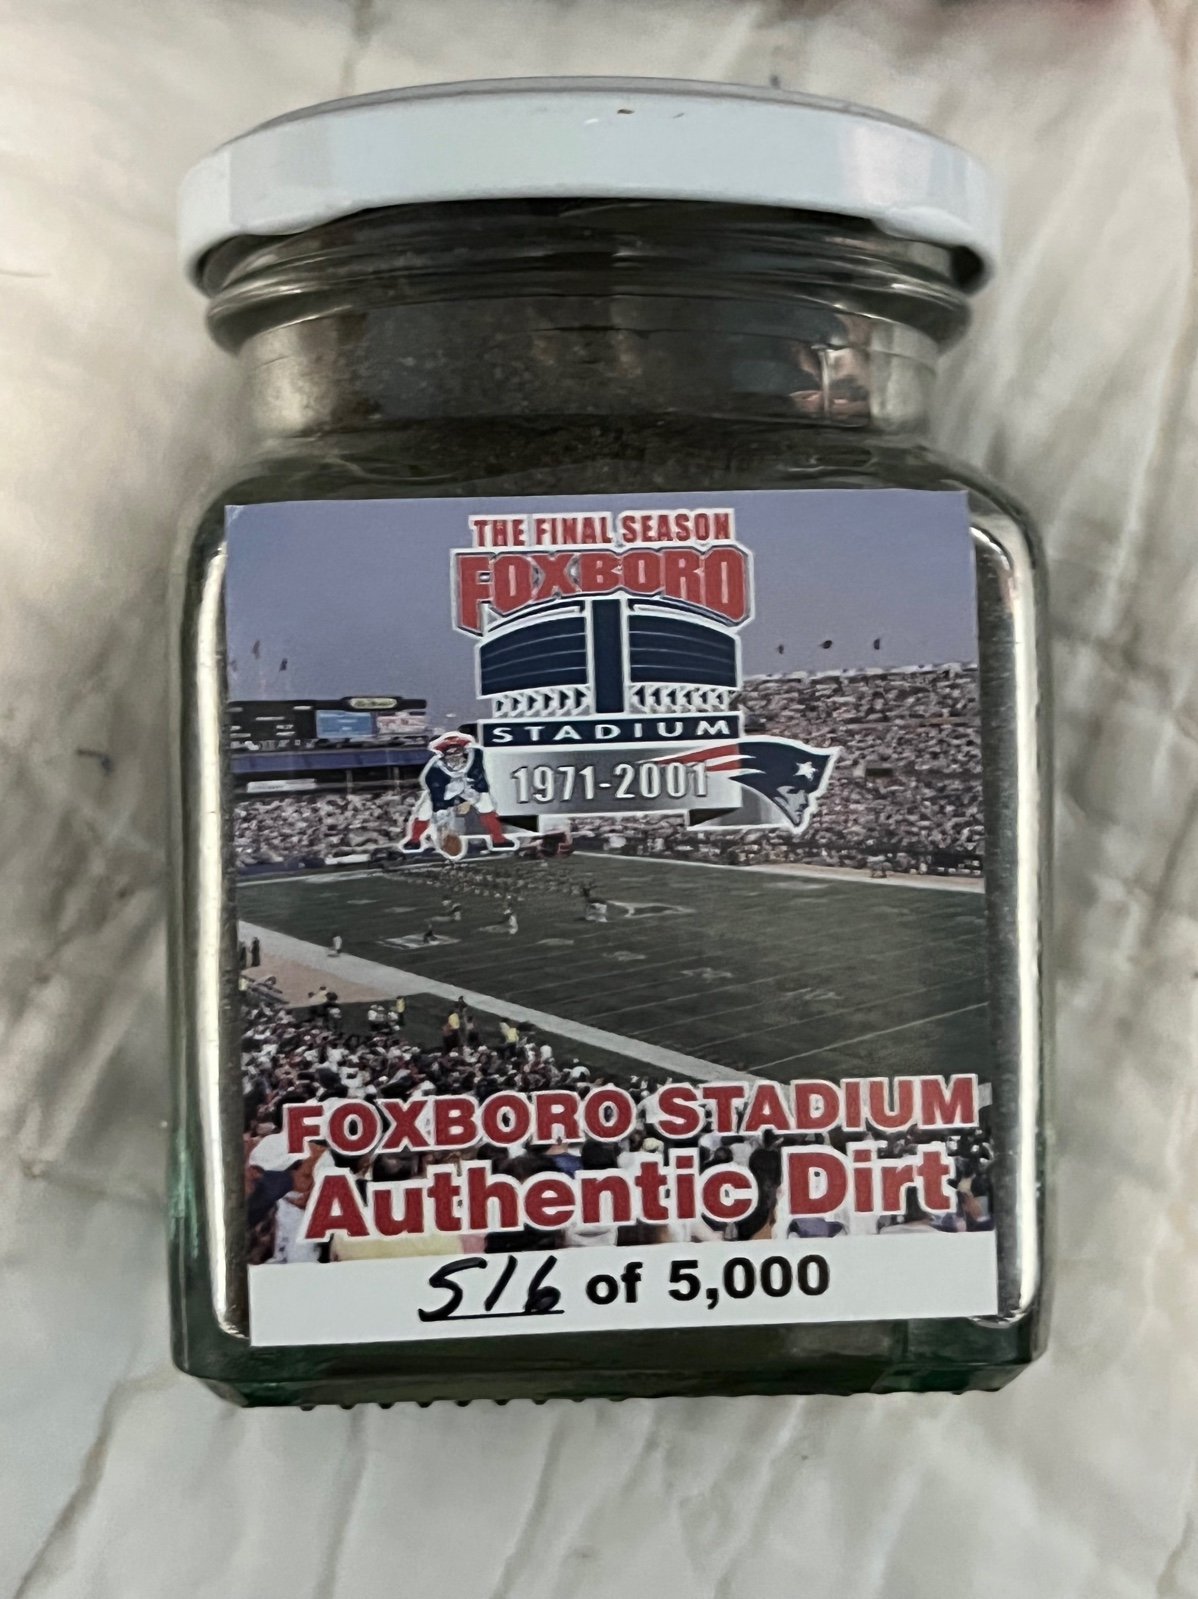 THE FINAL SEASON
FOXBORO
STADIUM
1971-2001
FOXBORO STADIUM
Authentic Dirt
516 of 5,000